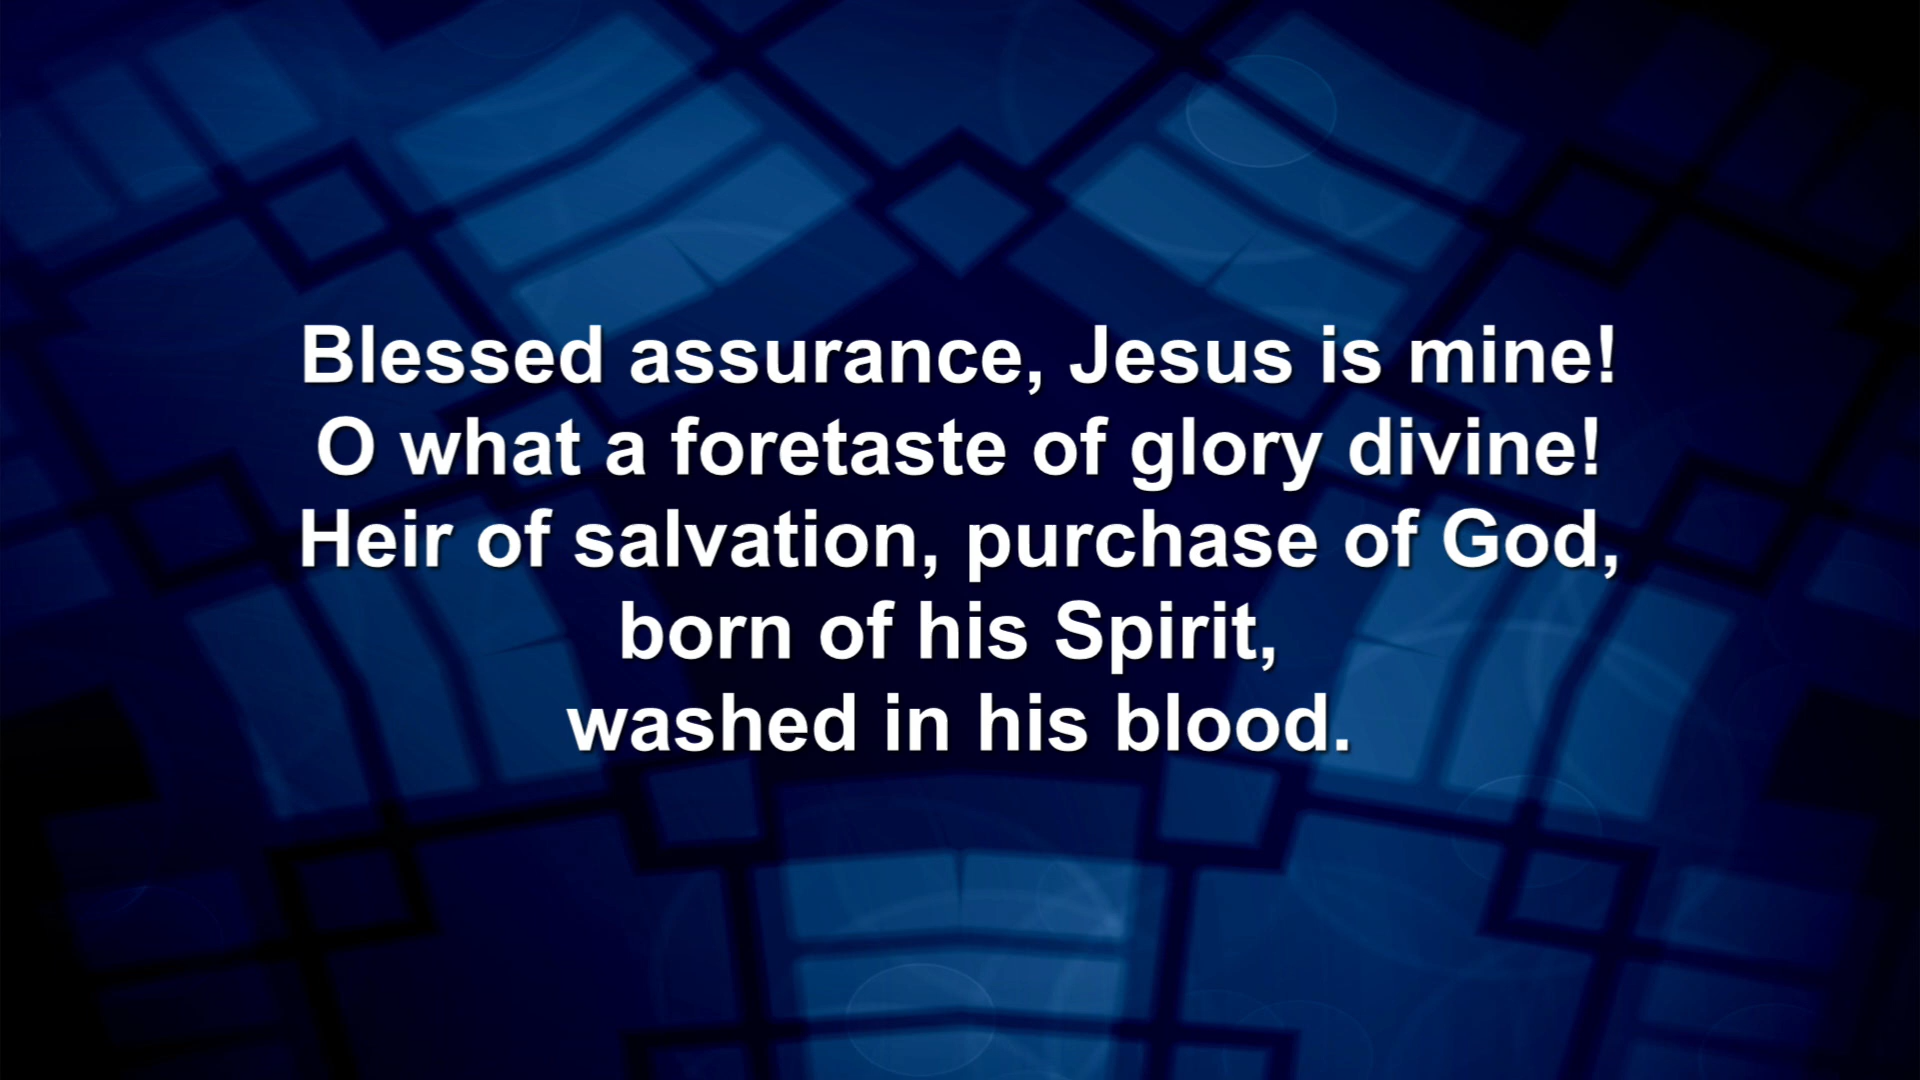 Blessed assurance, Jesus is mine!
O what a foretaste of glory divine!
Heir of salvation, purchase of God,
born of his Spirit,
washed in his blood.